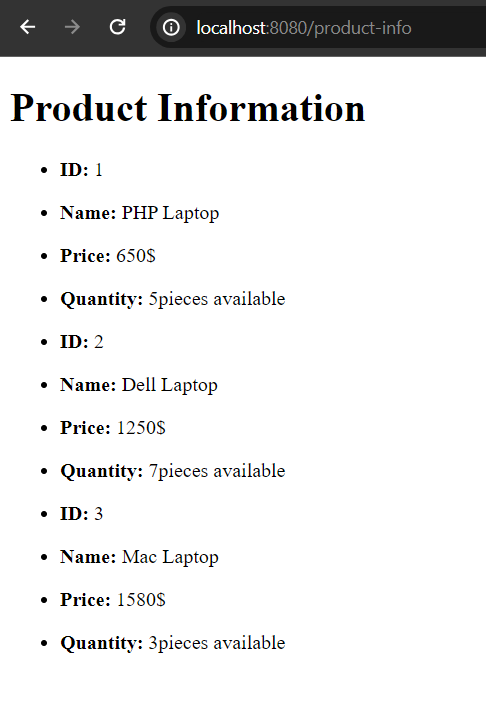 localhost:8080/product-info
Product Information
ID: 1
Name: PHP Laptop
Price: 650$
Quantity: 5pieces available
ID: 2
Name: Dell Laptop
Price: 1250$
Quantity: 7pieces available
ID: 3
Name: Mac Laptop
Price: 1580$
Quantity: 3pieces available